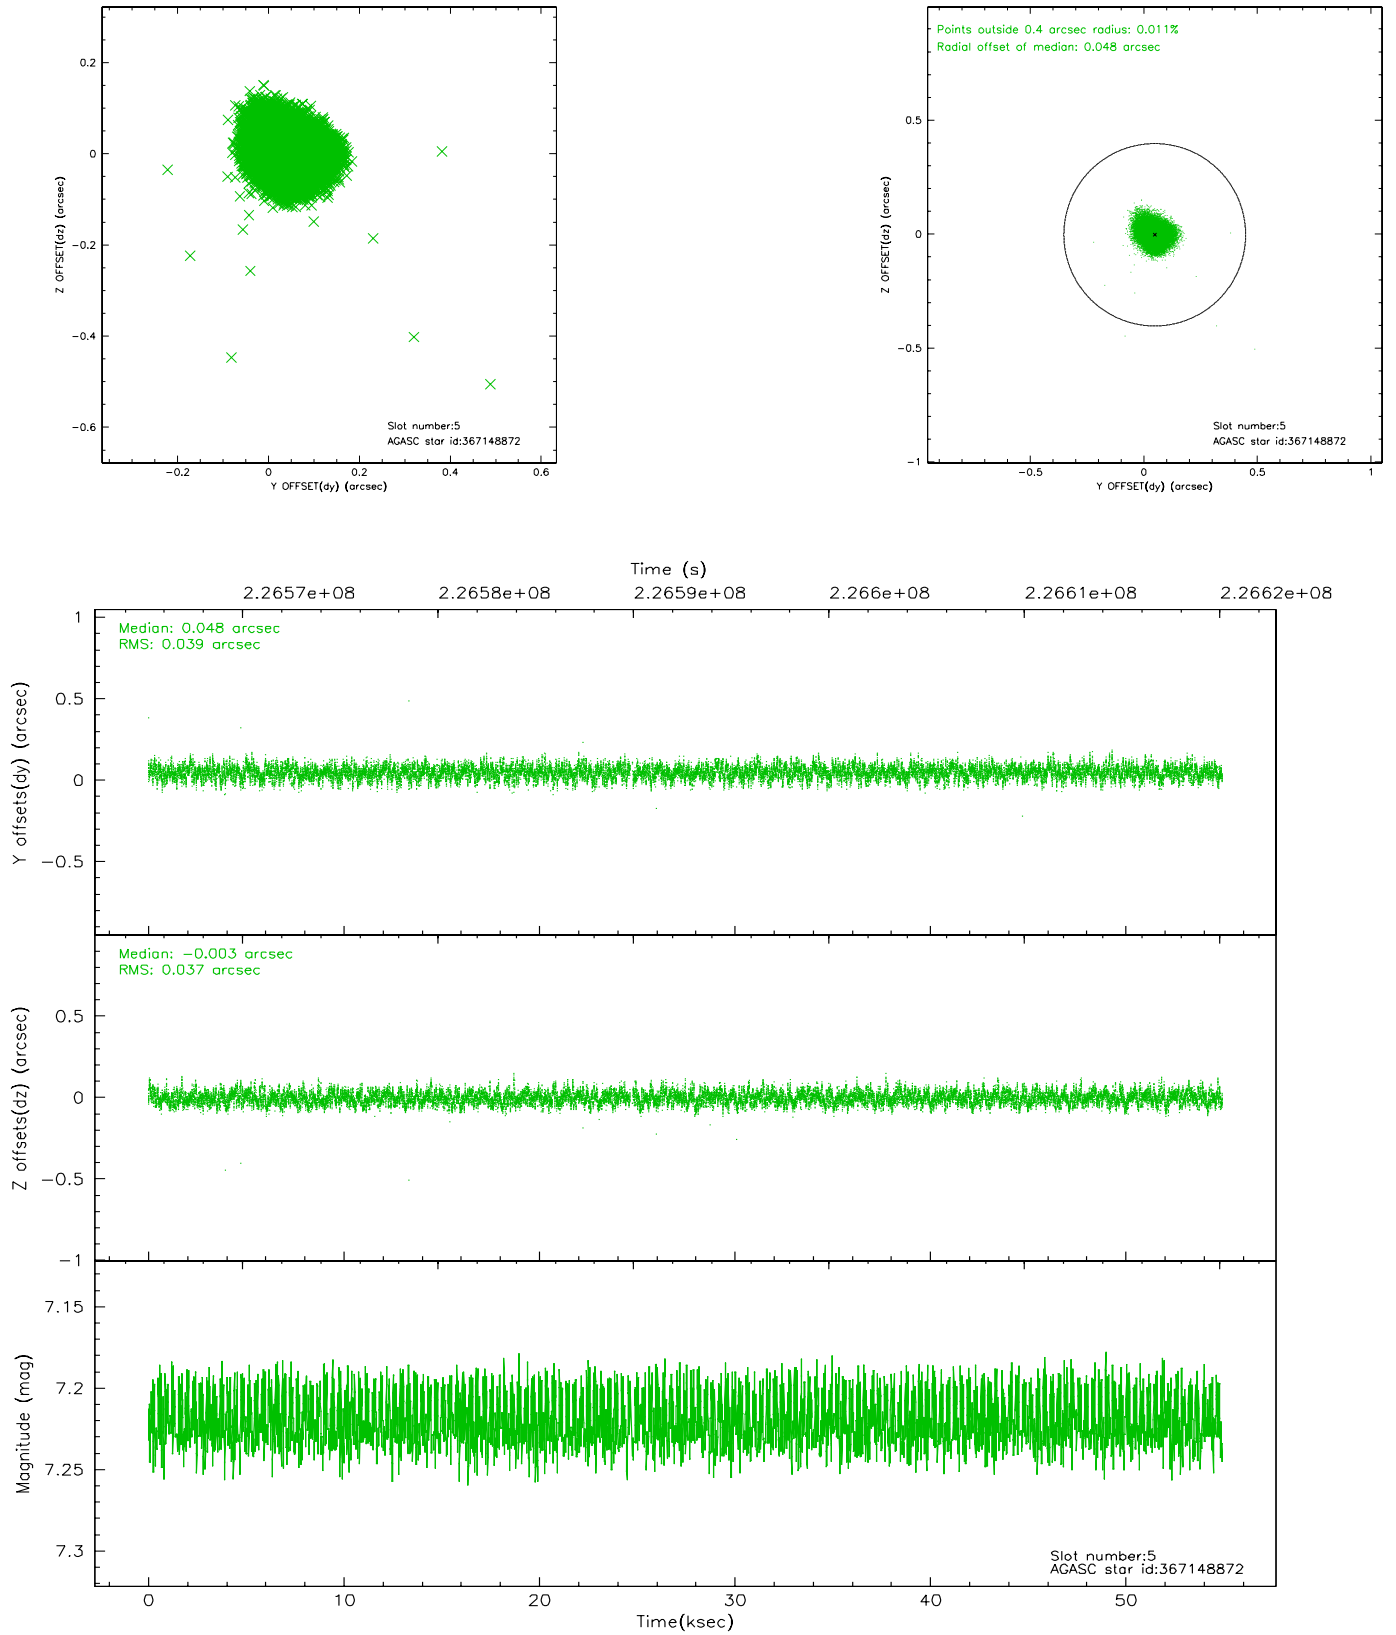 0.2
0
−0.2
−0.4
−0.6
Z OFFSET(dz) (arcsec)
Slot number:5
AGASC star id:367148872
−0.2 0 0.2 0.4 0.6
Y OFFSET(dy) (arcsec)
Points outside 0.4 arcsec radius: 0.011%
Radial offset of median: 0.048 arcsec
0.5
0
−0.5
−1
Z OFFSET(dz) (arcsec)
Slot number:5
AGASC star id:367148872
−0.5 0 0.5 1
Y OFFSET(dy) (arcsec)
Time (s)
2.2657e+08 2.2658e+08 2.2659e+08 2.266e+08 2.2661e+08 2.2662e+08
Median: 0.048 arcsec
RMS: 0.039 arcsec
1
0.5
0
−0.5
Y offsets(dy) (arcsec)
Median: −0.003 arcsec
RMS: 0.037 arcsec
0.5
0
−0.5
−1
Z offsets(dz) (arcsec)
7.15
7.2
7.25
7.3
Magnitude (mag)
Slot number:5
AGASC star id:367148872
0 10 20 30 40 50
Time(ksec)